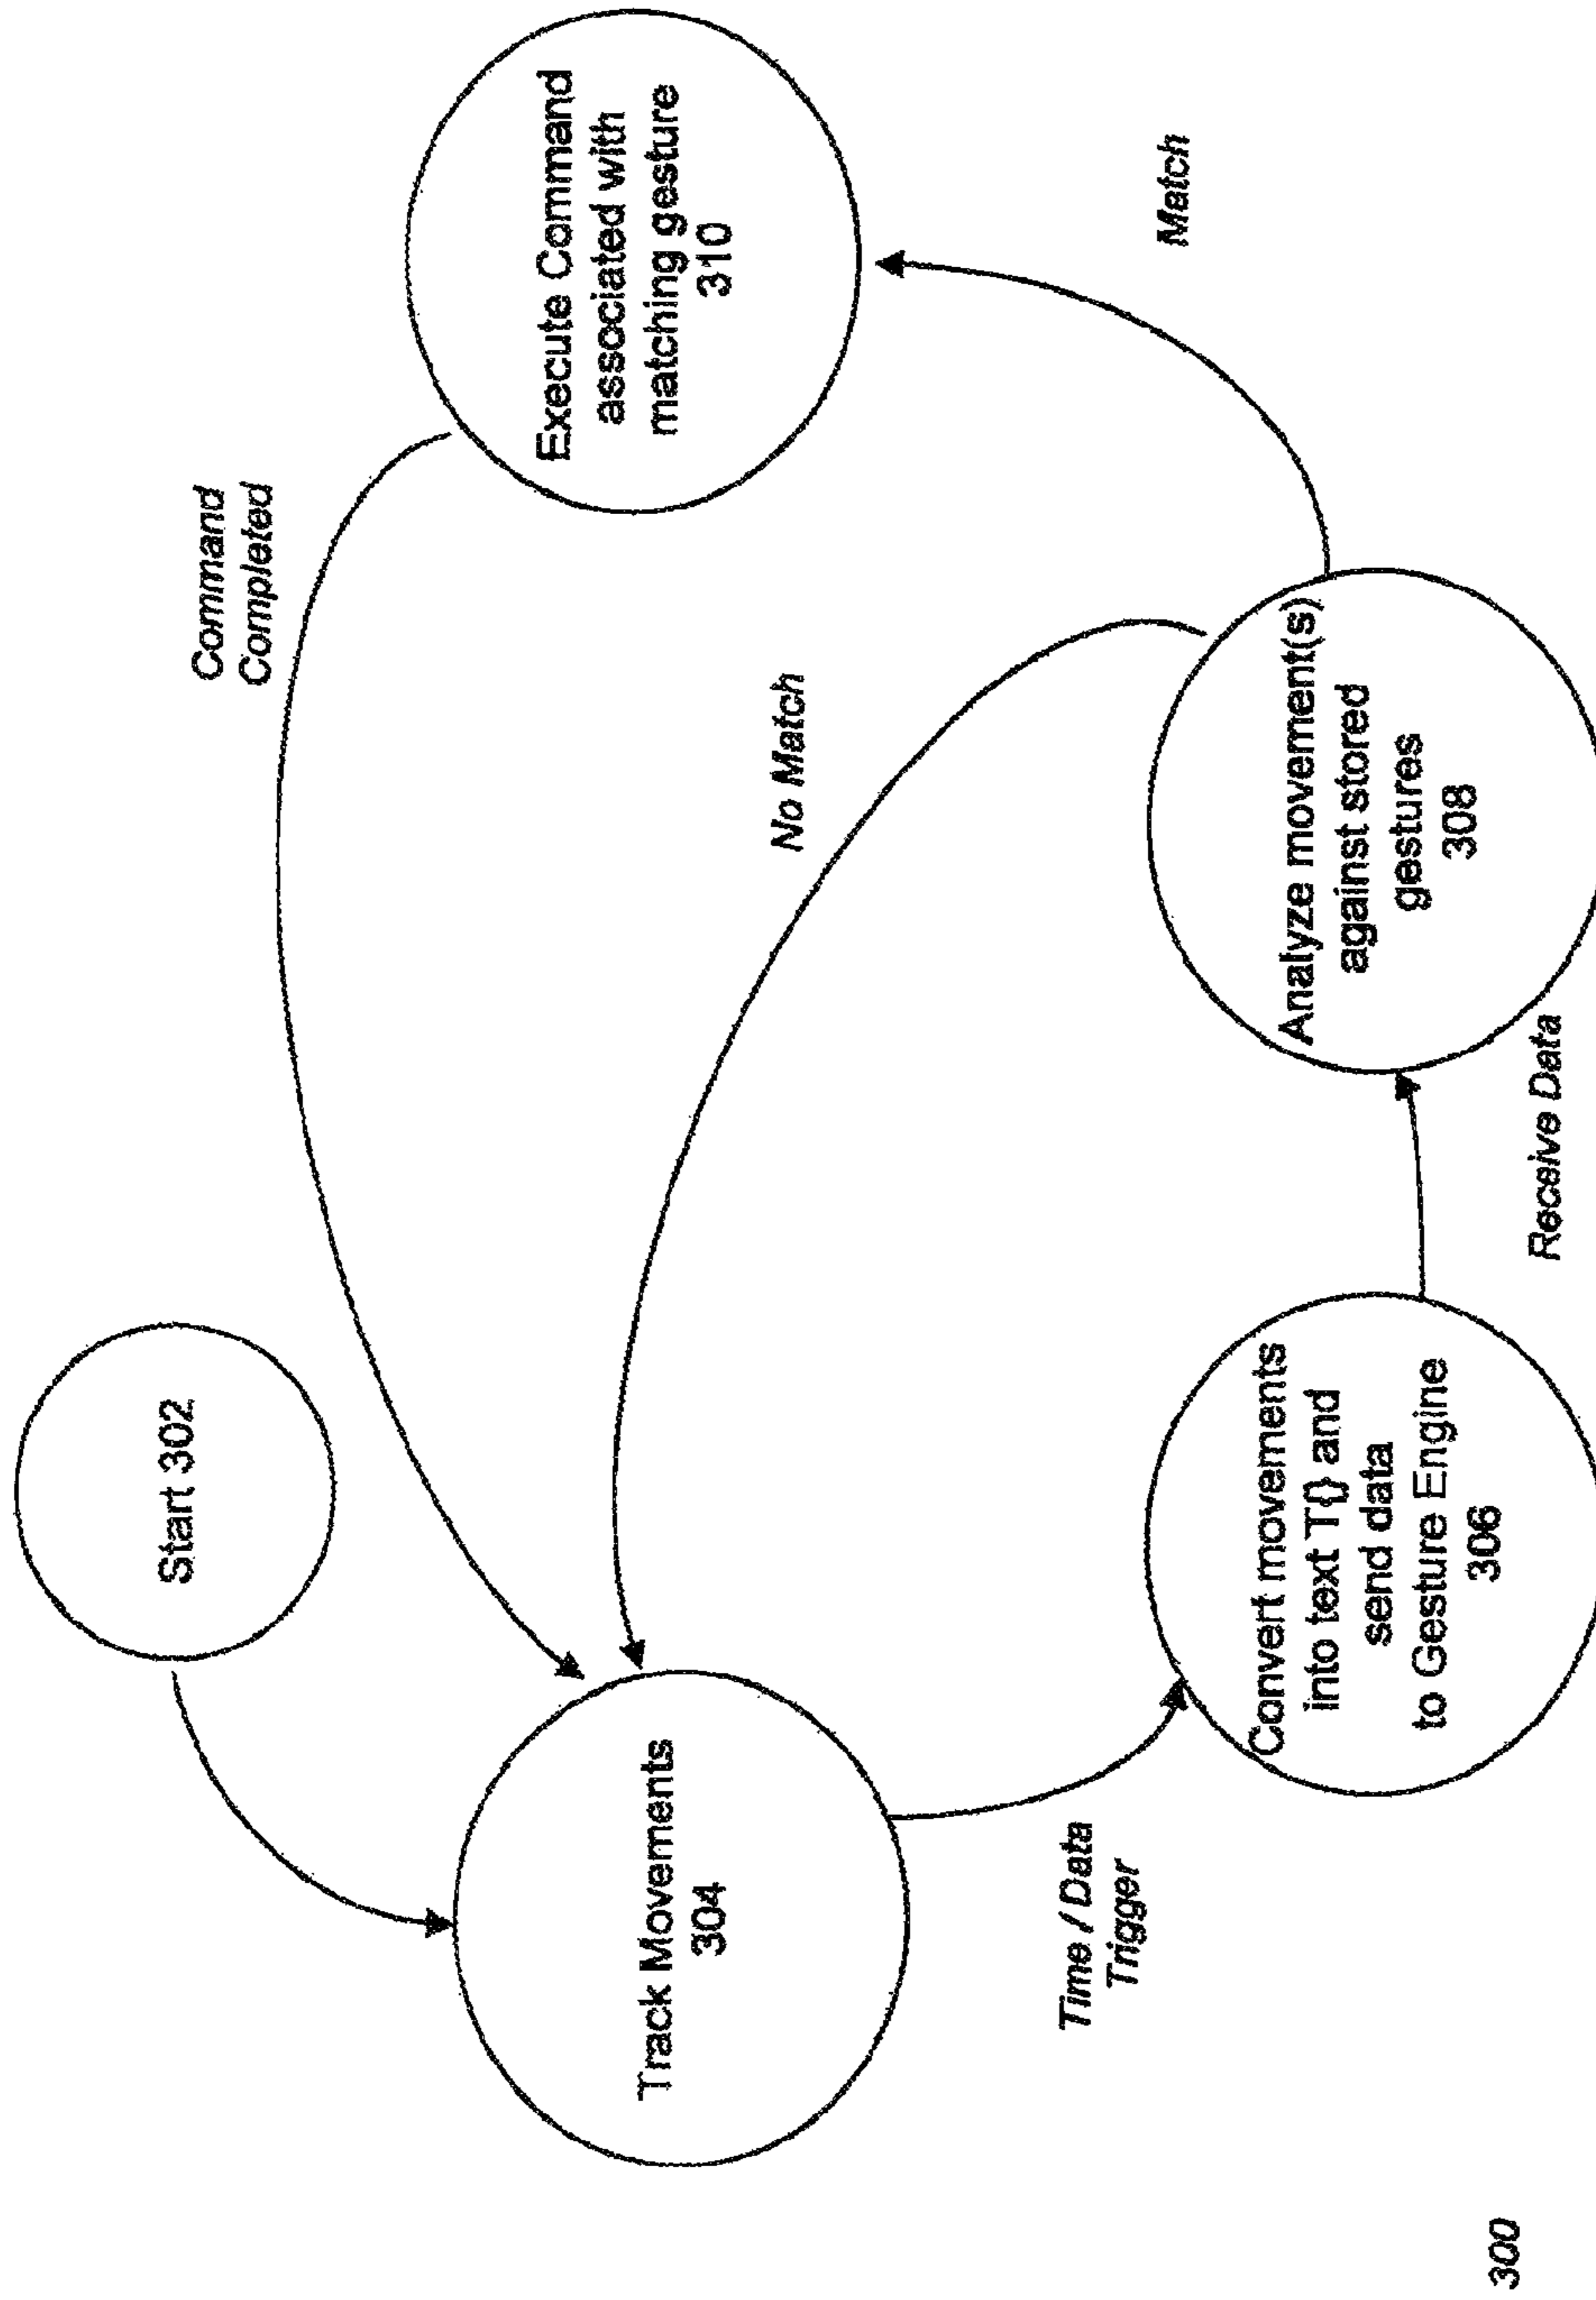 Start 302
Command
Completed
Execute Command
associated with
matching gesture
310
Track Movements
304
No Match
Match
Time / Data
Trigger
Convert movements
into text T{} and
send data
to Gesture Engine
306
Receive Data
Analyze movement(s)
against stored
gestures
308
300